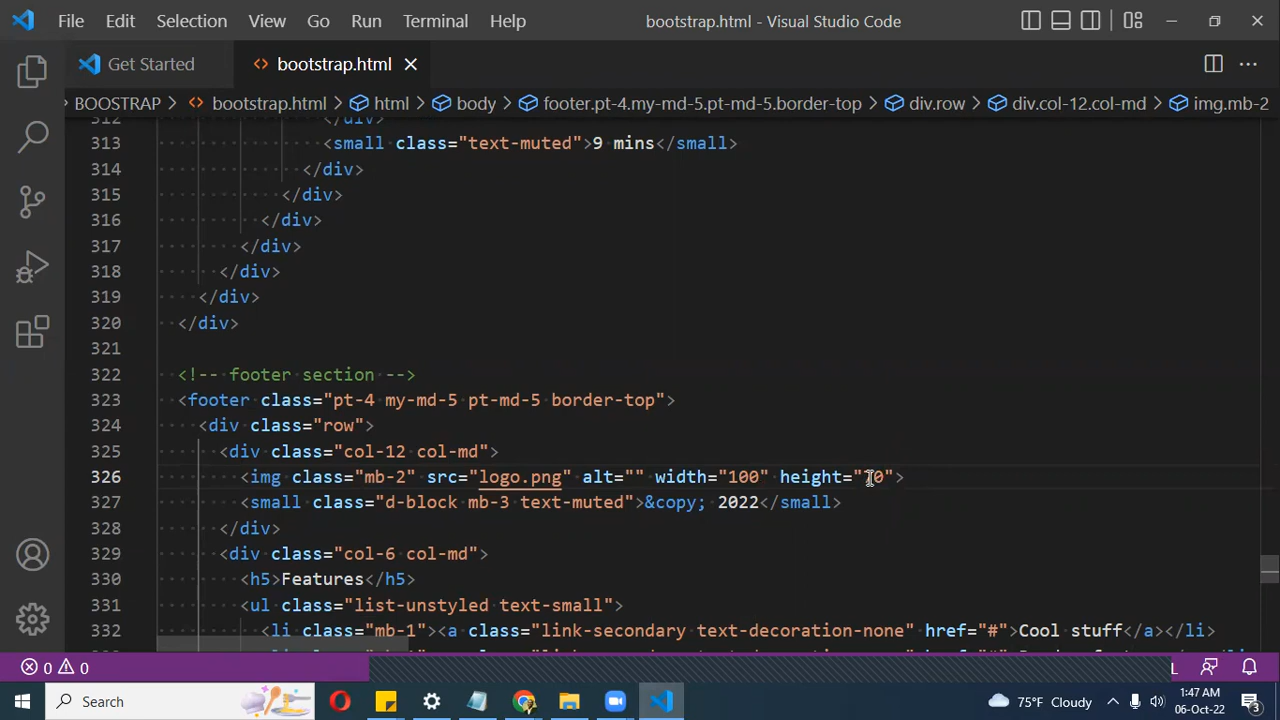 File Edit Selection View Go Run Terminal Help bootstrap.html - Visual Studio Code
Get Started bootstrap.html
BOOSTRAP > bootstrap.html > html > body > footer.pt-4.my-md-5.pt-md-5.border-top > div.row > div.col-12.col-md > img.mb-2
312 </div>
313 <small class="text-muted">9 mins</small>
314 </div>
315 </div>
316 </div>
317 </div>
318 </div>
319 </div>
320 </div>
321
322 <!-- footer section -->
323 <footer class="pt-4 my-md-5 pt-md-5 border-top">
324 <div class="row">
325 <div class="col-12 col-md">
326 <img class="mb-2" src="logo.png" alt="" width="100" height="70">
327 <small class="d-block mb-3 text-muted">&copy; 2022</small>
328 </div>
329 <div class="col-6 col-md">
330 <h5>Features</h5>
331 <ul class="list-unstyled text-small">
332 <li class="mb-1"><a class="link-secondary text-decoration-none" href="#">Cool stuff</a></li>
0 0
Search 75°F Cloudy 1:47 AM
06-Oct-22 3